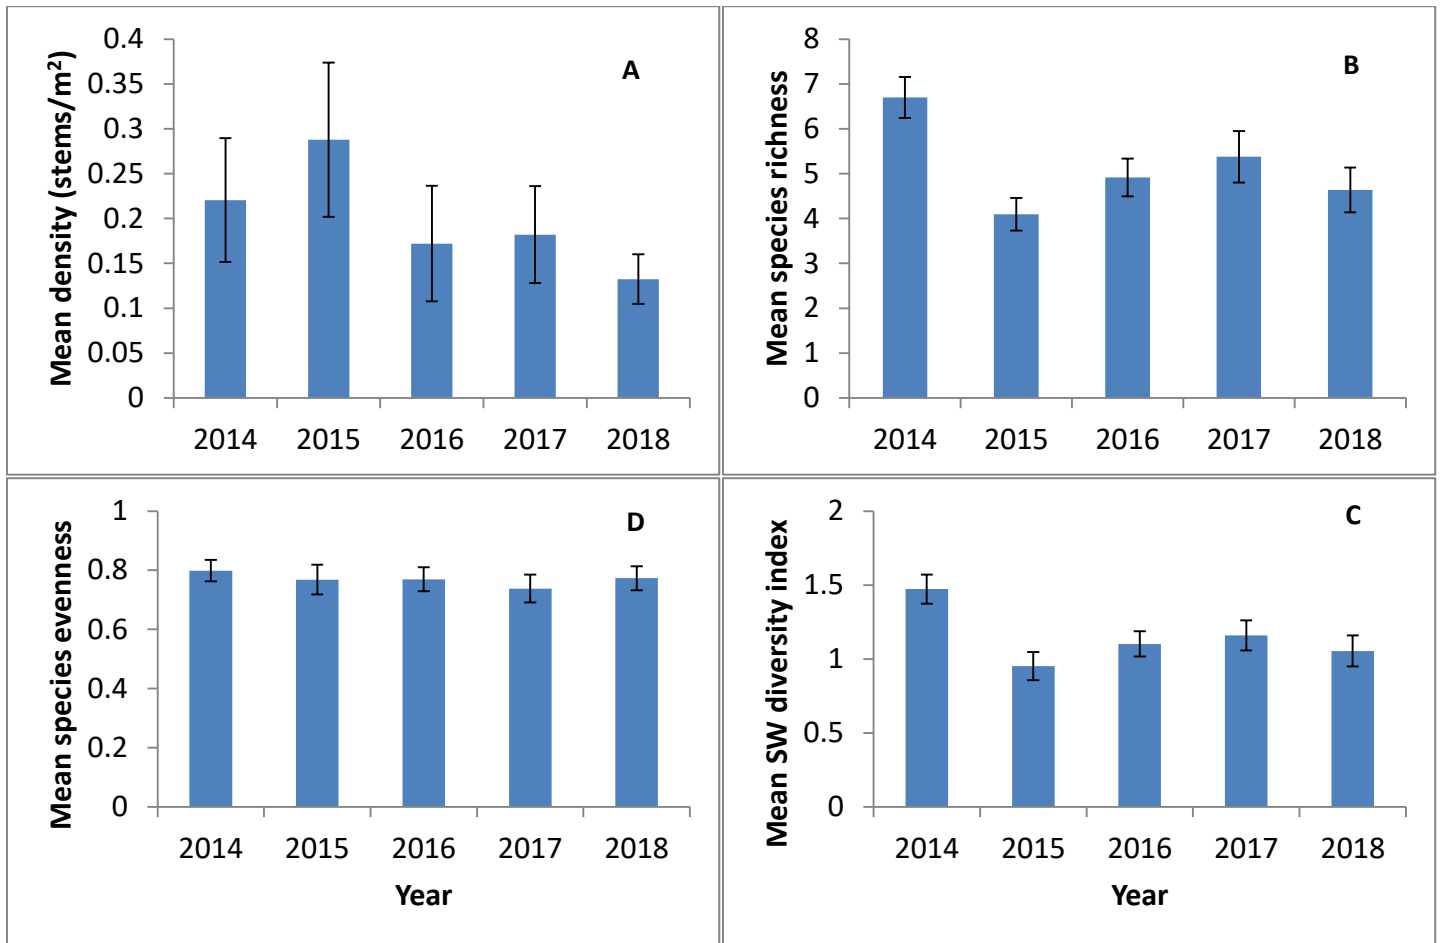 Mean density (stems/m²)
0.4
0.35
0.3
0.25
0.2
0.15
0.1
0.05
0
A
2014 2015 2016 2017 2018
Mean species richness
8
7
6
5
4
3
2
1
0
B
2014 2015 2016 2017 2018
Mean species evenness
1
0.8
0.6
0.4
0.2
0
D
2014 2015 2016 2017 2018
Year
Mean SW diversity index
2
1.5
1
0.5
0
C
2014 2015 2016 2017 2018
Year